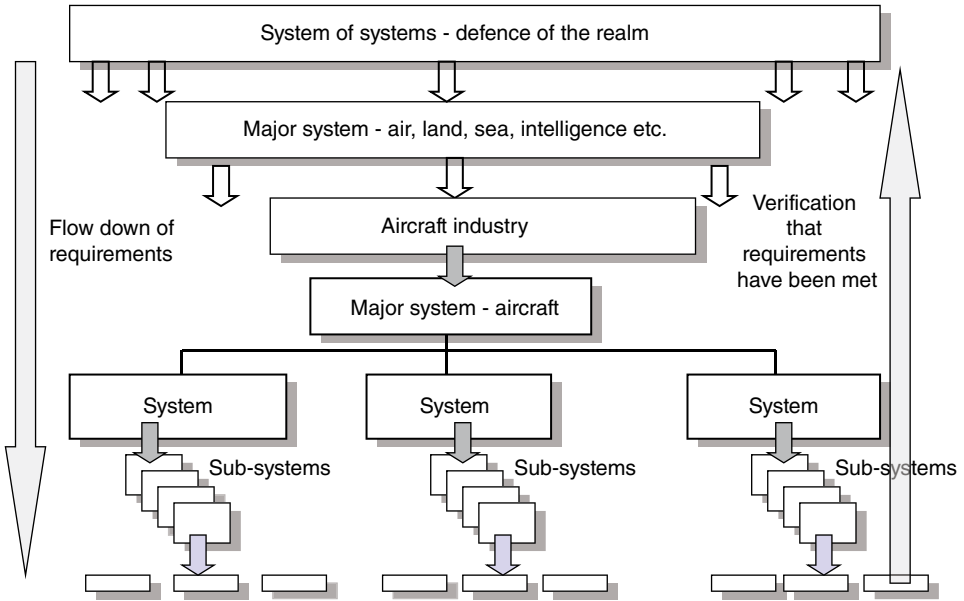 System of systems - defence of the realm
Major system - air, land, sea, intelligence etc.
Flow down of
requirements
Aircraft industry
Verification
that
requirements
have been met
Major system - aircraft
System
System
System
Sub-systems
Sub-systems
Sub-systems